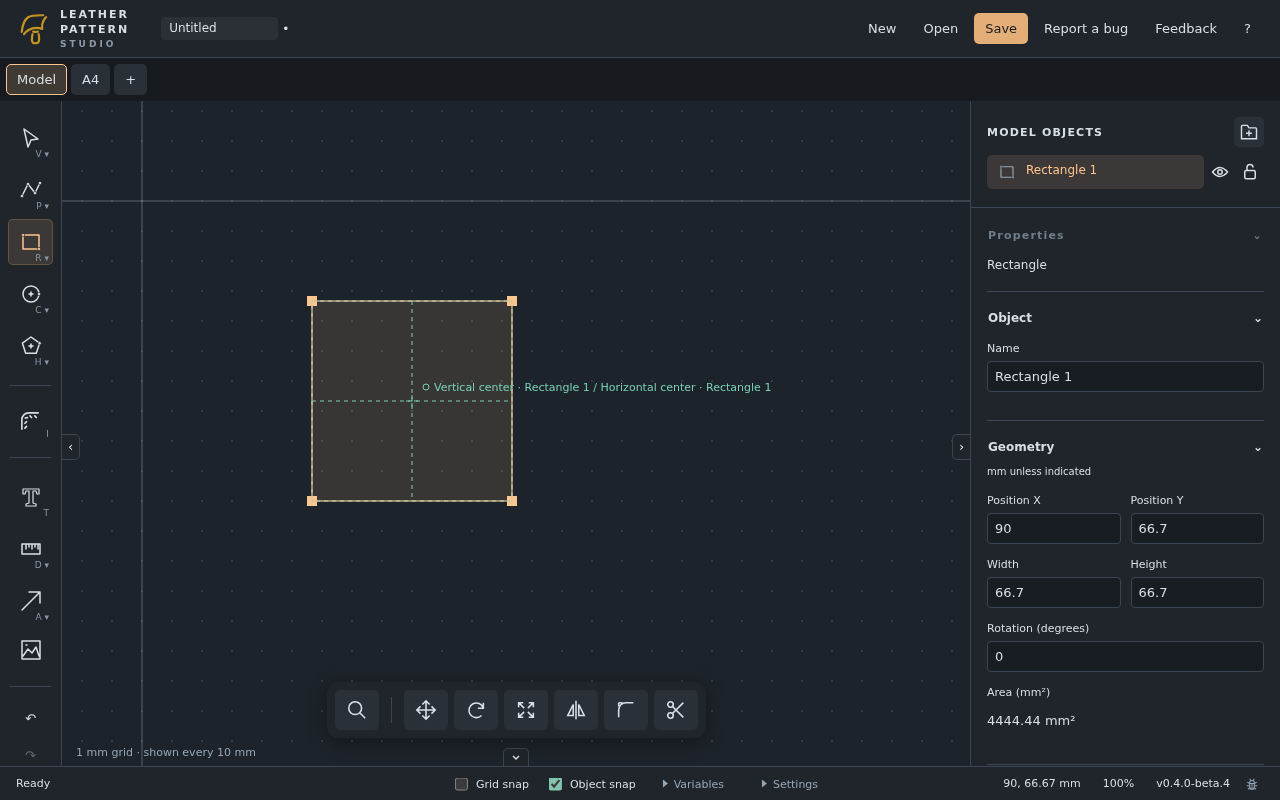 LEATHER
PATTERN
STUDIO
Untitled •
New Open Save Report a bug Feedback ?
Model A4 +
V ▾
P ▾
R ▾
C ▾
H ▾
I
T
D ▾
A ▾
Vertical center · Rectangle 1 / Horizontal center · Rectangle 1
1 mm grid · shown every 10 mm
MODEL OBJECTS
Rectangle 1
Properties
Rectangle
Object
Name
Rectangle 1
Geometry
mm unless indicated
Position X Position Y
90 66.7
Width Height
66.7 66.7
Rotation (degrees)
0
Area (mm²)
4444.44 mm²
Ready Grid snap Object snap Variables Settings 90, 66.67 mm 100% v0.4.0-beta.4